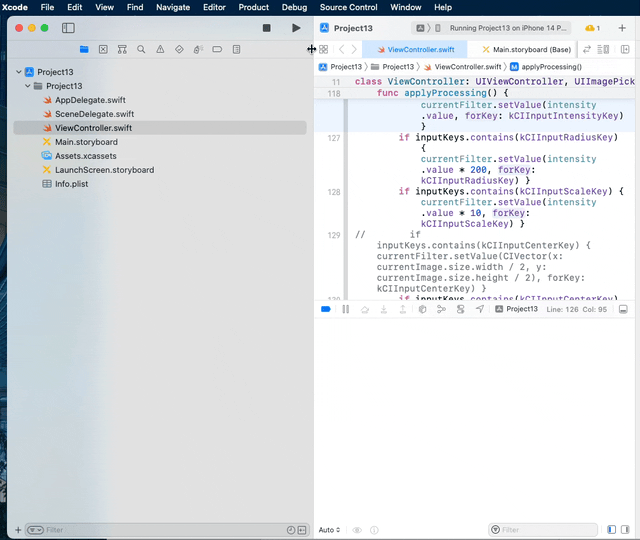 Xcode File Edit View Find Navigate Editor Product Debug Source Control Window Help
Project13
Running Project13 on iPhone 14 P...
1
ViewController.swift
Main.storyboard (Base)
Project13
Project13
ViewController.swift
M applyProcessing()
Project13
Project13
AppDelegate.swift
SceneDelegate.swift
ViewController.swift
Main.storyboard
Assets.xcassets
LaunchScreen.storyboard
Info.plist
11 class ViewController: UIViewController, UIImagePick
118 func applyProcessing() {
currentFilter.setValue(intensity
.value, forKey: kCIInputIntensityKey)
}
127 if inputKeys.contains(kCIInputRadiusKey)
{
currentFilter.setValue(intensity
.value * 200, forKey:
kCIInputRadiusKey) }
128 if inputKeys.contains(kCIInputScaleKey) {
currentFilter.setValue(intensity
.value * 10, forKey:
kCIInputScaleKey) }
129 // if
inputKeys.contains(kCIInputCenterKey) {
currentFilter.setValue(CIVector(x:
currentImage.size.width / 2, y:
currentImage.size.height / 2), forKey:
kCIInputCenterKey) }
if inputKeys.contains(kCIInputCenterKey)
Project13
Line: 126 Col: 95
Filter
Auto
Filter